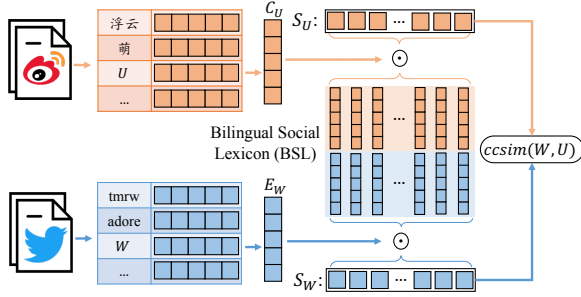 浮云
萌
U
...
C_U
S_U:
...
...
Bilingual Social
Lexicon (BSL)
ccsim(W,U)
...
tmrw
adore
W
...
E_W
S_W:
...